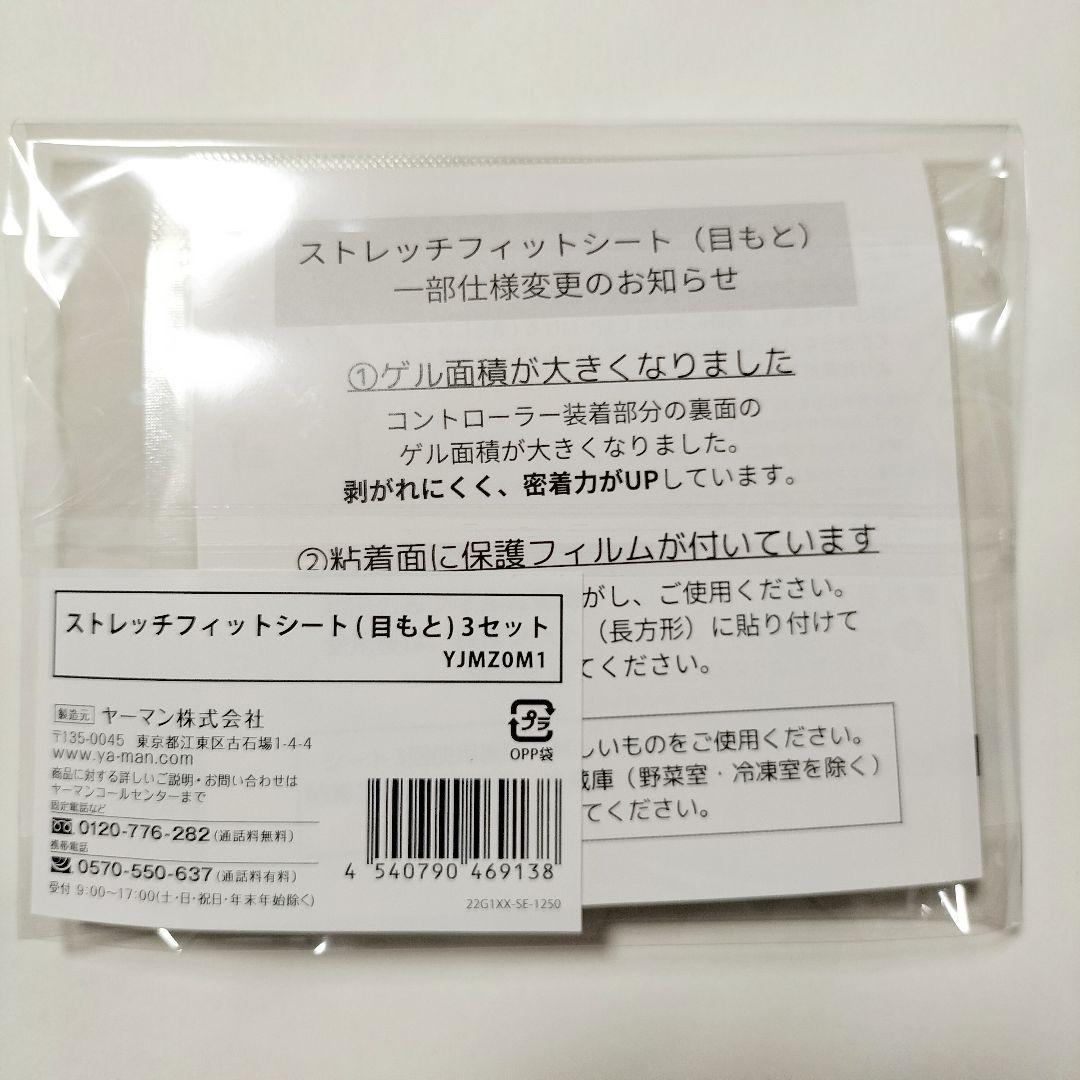 ストレッチフィットシート（目もと）
一部仕様変更のお知らせ
①ゲル面積が大きくなりました
コントローラー装着部分の裏面の
ゲル面積が大きくなりました。
剥がれにくく、密着力がUPしています。
②粘着面に保護フィルムが付いています
がし、ご使用ください。
（長方形）に貼り付けて
てください。
しいものをご使用ください。
蔵庫（野菜室・冷凍室を除く）
てください。
ストレッチフィットシート(目もと)3セット
YJMZ0M1
製造元 ヤーマン株式会社
〒135-0045 東京都江東区古石場1-4-4
www.ya-man.com
商品に対する詳しいご説明・お問い合わせは
ヤーマンコールセンターまで
固定電話など
0120-776-282(通話料無料)
携帯電話
0570-550-637(通話料有料)
受付 9:00〜17:00(土・日・祝日・年末年始除く)
プラ
OPP袋
4 540790 469138
22G1XX-SE-1250